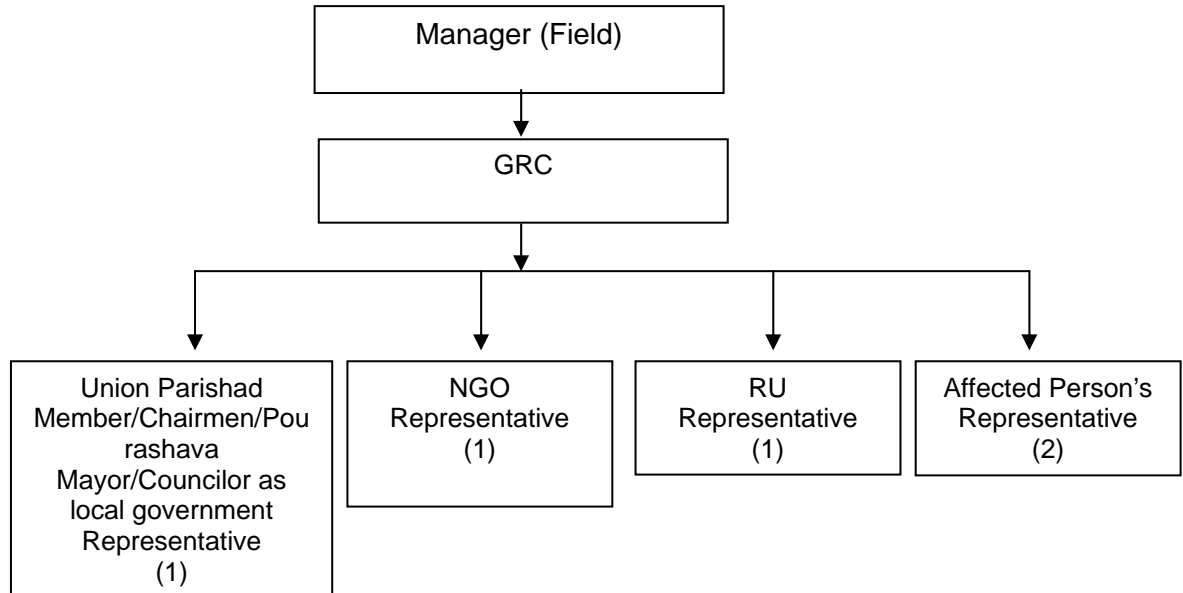 Manager (Field)
GRC
Union Parishad
Member/Chairmen/Pou
rashava
Mayor/Councilor as
local government
Representative
(1)
NGO
Representative
(1)
RU
Representative
(1)
Affected Person's
Representative
(2)